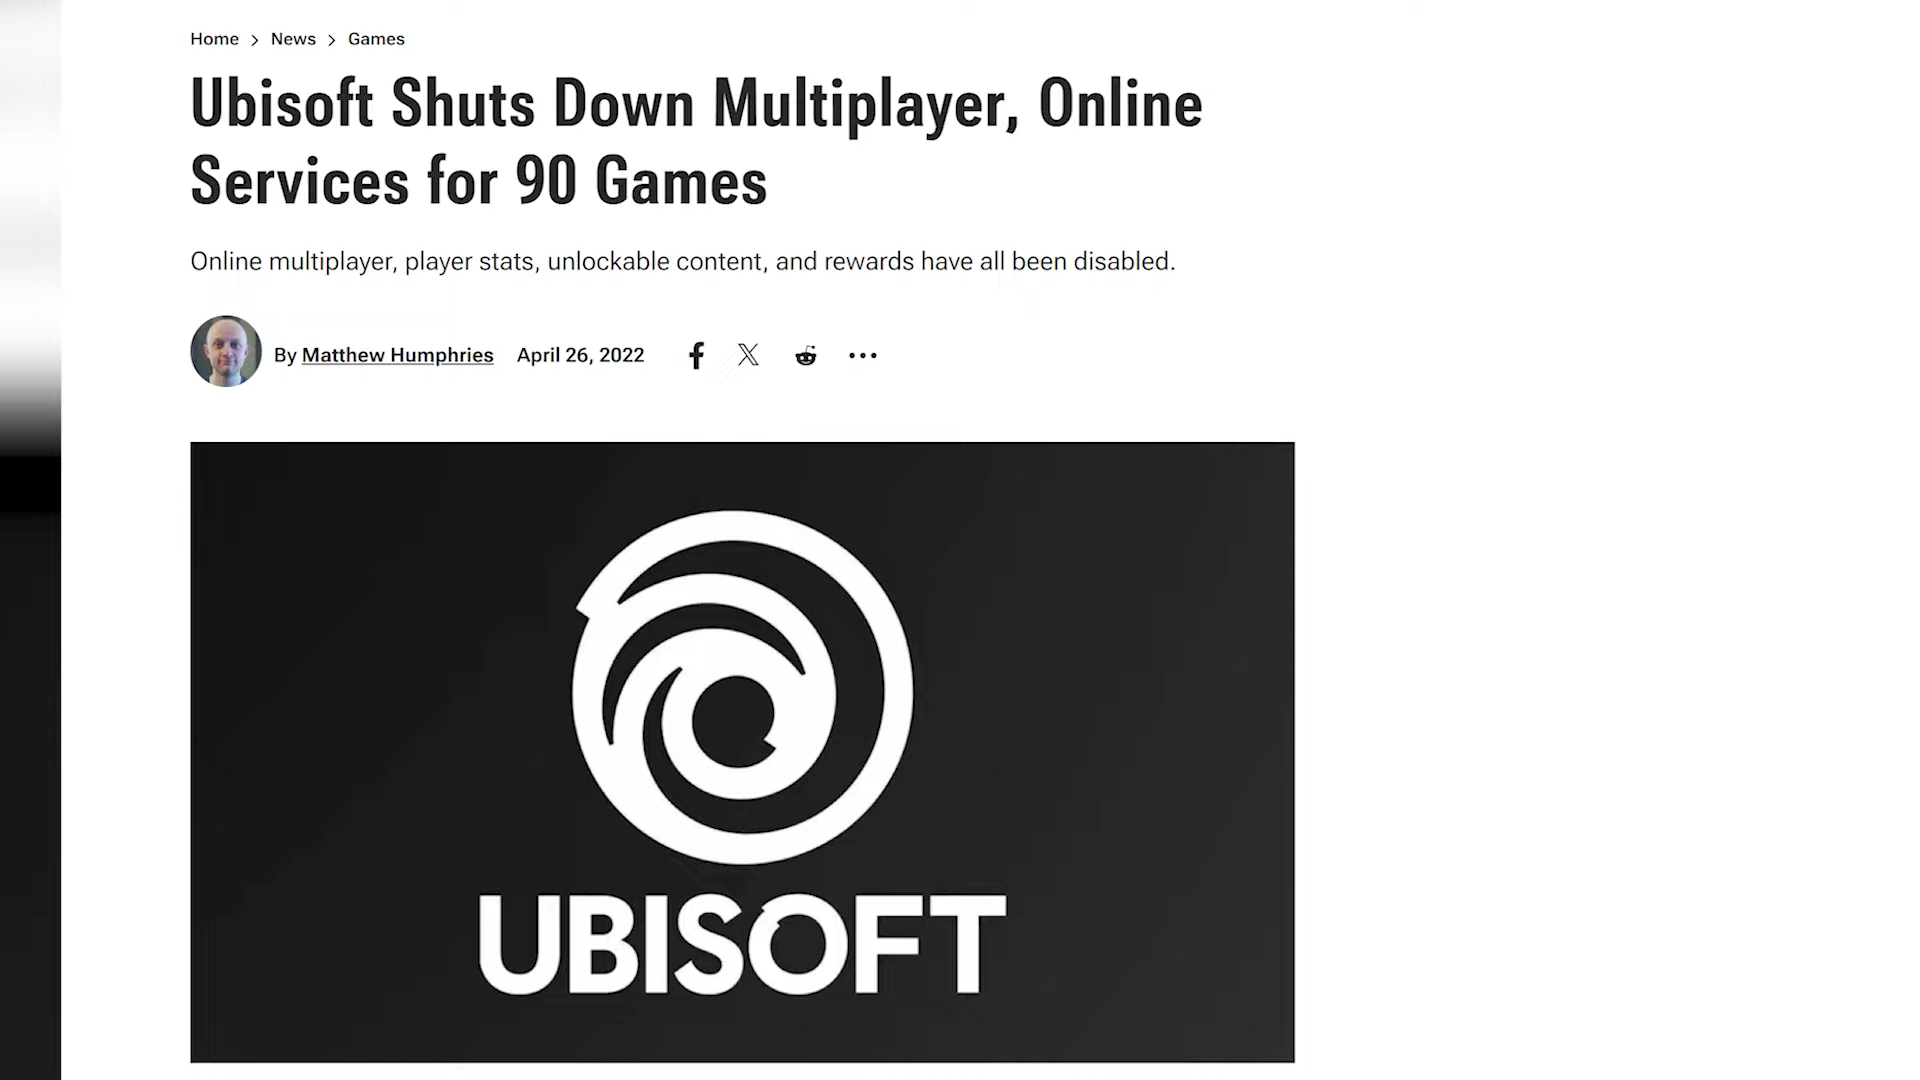 Home > News > Games
Ubisoft Shuts Down Multiplayer, Online
Services for 90 Games
Online multiplayer, player stats, unlockable content, and rewards have all been disabled.
By Matthew Humphries April 26, 2022
UBISOFT